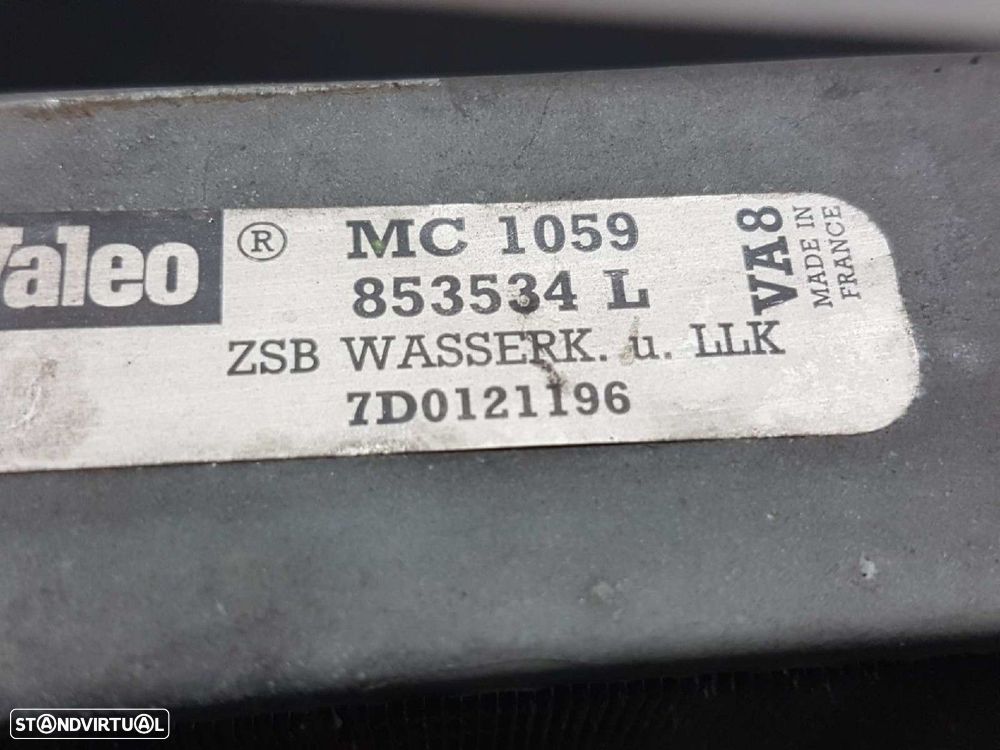 Valeo ® MC 1059
853534 L
ZSB WASSERK. u. LLK
7D0121196
VA8
MADE IN
FRANCE
STANDVIRTUAL